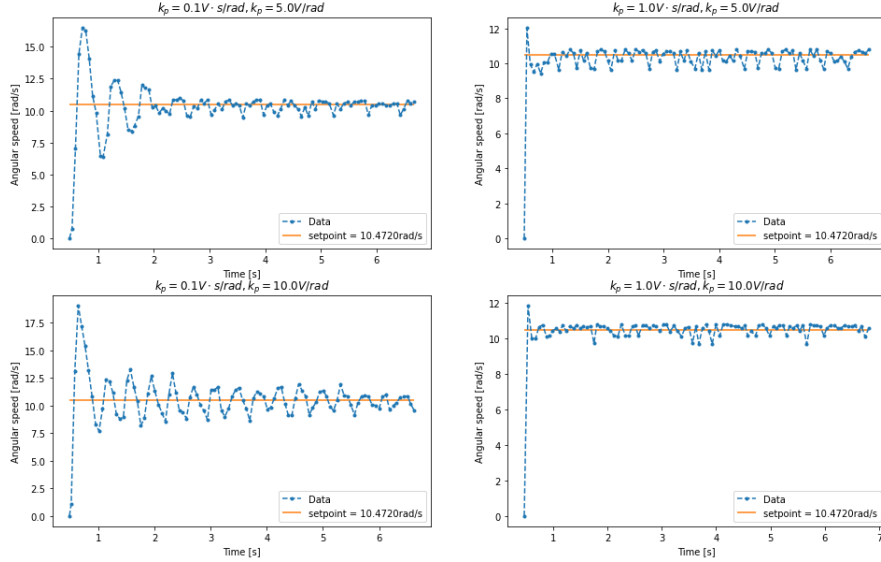 $k_p = 0.1V \cdot s/rad, k_p = 5.0V/rad$
Angular speed [rad/s]
15.0
12.5
10.0
7.5
5.0
2.5
0.0
1
2
3
4
5
6
Time [s]
Data
setpoint = 10.4720rad/s
$k_p = 1.0V \cdot s/rad, k_p = 5.0V/rad$
Angular speed [rad/s]
12
10
8
6
4
2
0
1
2
3
4
5
6
Time [s]
Data
setpoint = 10.4720rad/s
$k_p = 0.1V \cdot s/rad, k_p = 10.0V/rad$
Angular speed [rad/s]
17.5
15.0
12.5
10.0
7.5
5.0
2.5
0.0
1
2
3
4
5
6
Time [s]
Data
setpoint = 10.4720rad/s
$k_p = 1.0V \cdot s/rad, k_p = 10.0V/rad$
Angular speed [rad/s]
12
10
8
6
4
2
0
1
2
3
4
5
6
7
Time [s]
Data
setpoint = 10.4720rad/s